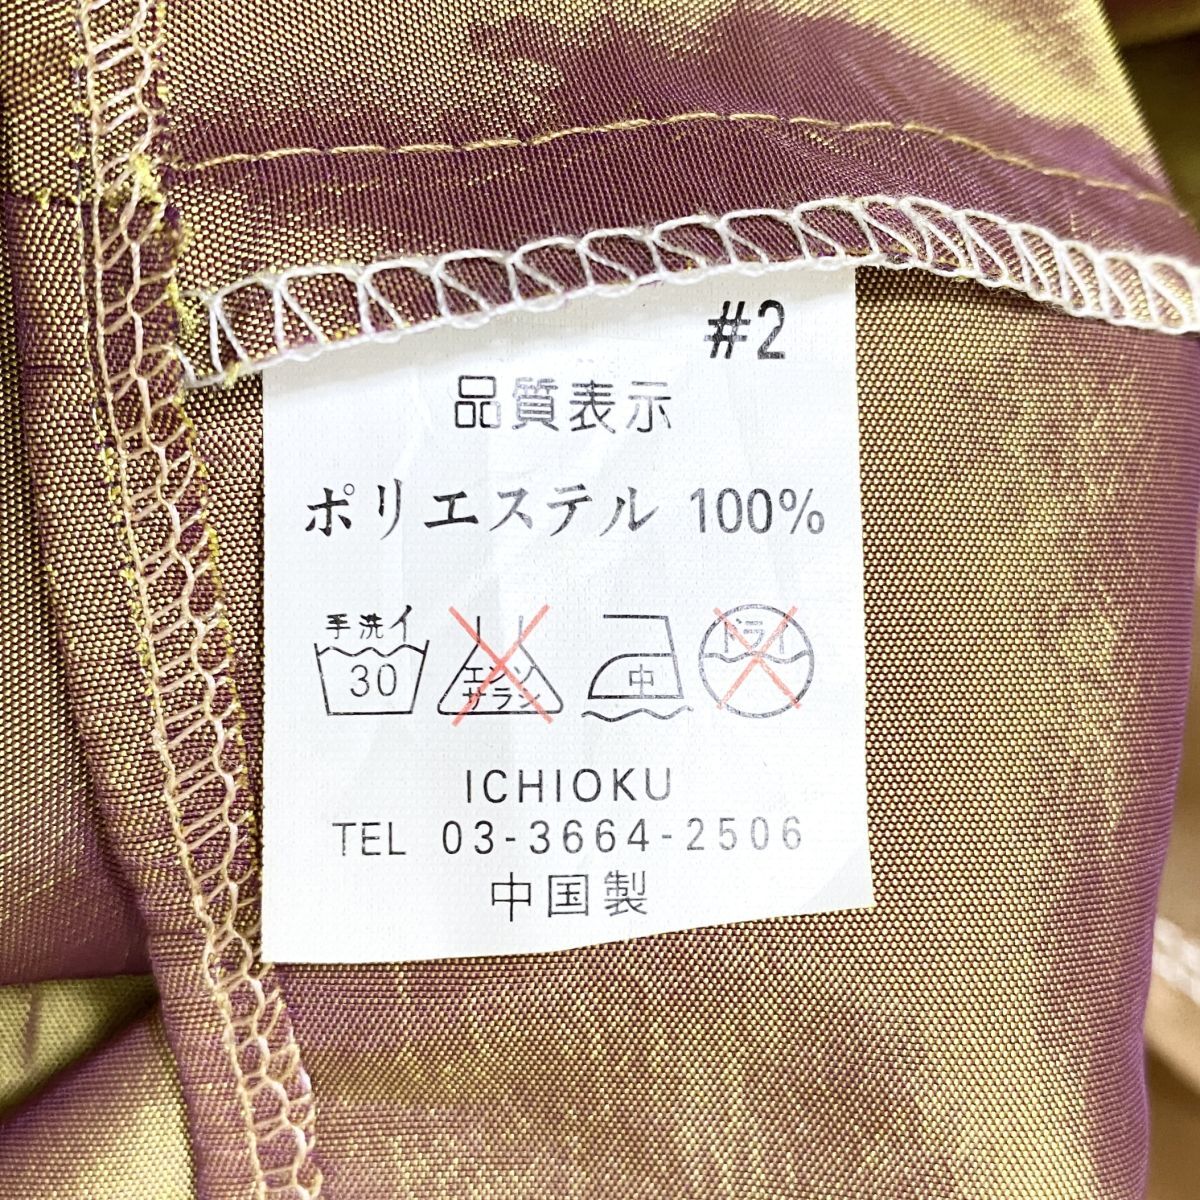 #2
品質表示
ポリエステル 100%
手洗イ
30
エンソ
サラシ
中
ドライ
ICHIOKU
TEL 03-3664-2506
中国製